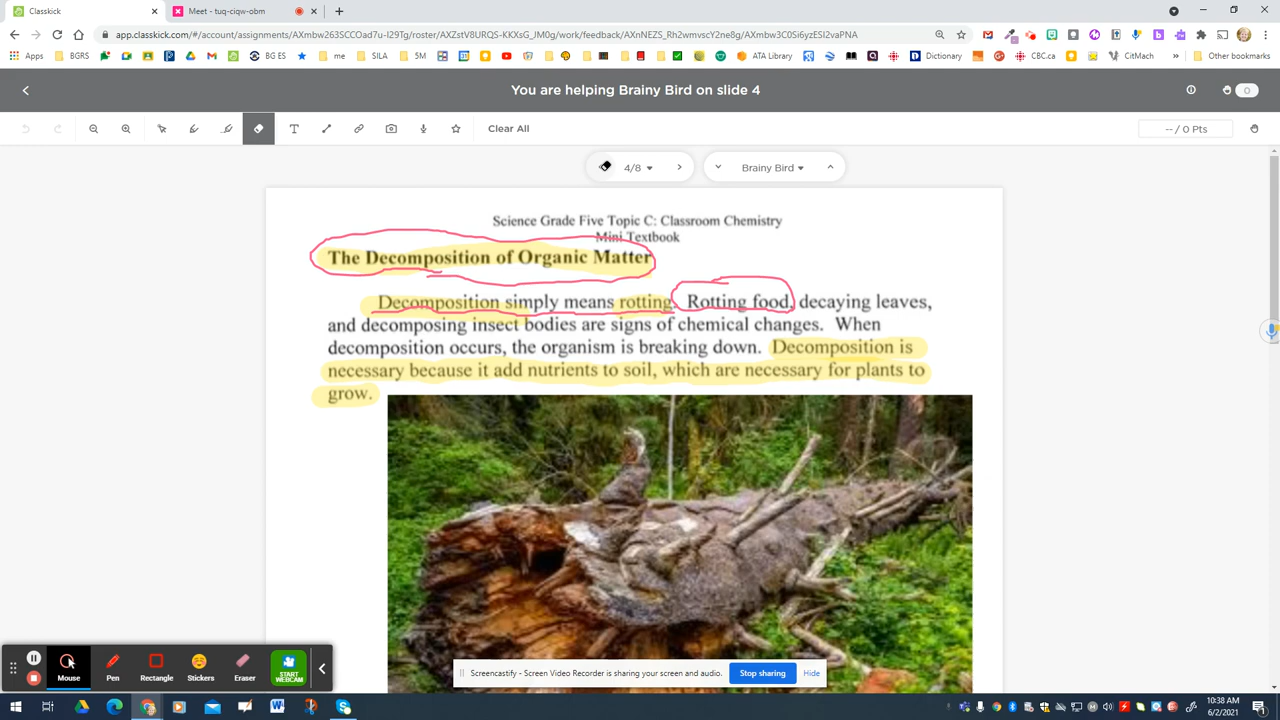 Classkick
Meet - tuq-ciqw-obm
app.classkick.com/#/account/assignments/AXmbw263SCCOad7u-I29Tg/roster/AXZstV8URQS-KKXsG_JM0g/work/feedback/AXnNEZS_Rh2wmvscY2ne8g/AXmbw3C0Si6yzESI2vaPNA
Apps BGRS BG ES me SILA 5M ATA Library Dictionary CBC.ca CitMach » Other bookmarks
You are helping Brainy Bird on slide 4 0
Clear All -- / 0 Pts
4/8 Brainy Bird
Science Grade Five Topic C: Classroom Chemistry
Mini Textbook
The Decomposition of Organic Matter
Decomposition simply means rotting. Rotting food, decaying leaves,
and decomposing insect bodies are signs of chemical changes. When
decomposition occurs, the organism is breaking down. Decomposition is
necessary because it add nutrients to soil, which are necessary for plants to
grow.
Mouse Pen Rectangle Stickers Eraser START WEBCAM
Screencastify - Screen Video Recorder is sharing your screen and audio. Stop sharing Hide
10:38 AM
6/2/2021